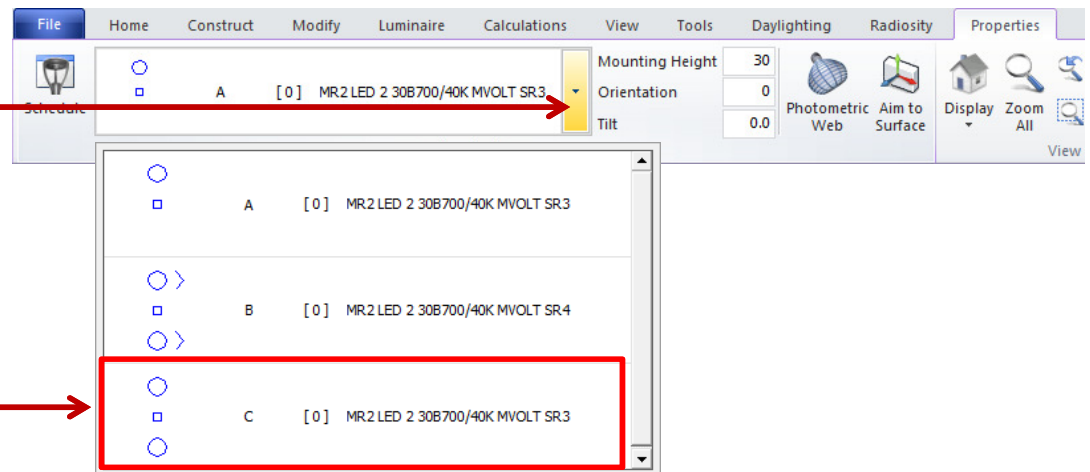 File Home Construct Modify Luminaire Calculations View Tools Daylighting Radiosity Properties
Schedule
A [0] MR2 LED 2 30B700/40K MVOLT SR3
Mounting Height 30
Orientation 0
Tilt 0.0
Photometric Web
Aim to Surface
Display
Zoom All
View
A [0] MR2 LED 2 30B700/40K MVOLT SR3
B [0] MR2 LED 2 30B700/40K MVOLT SR4
C [0] MR2 LED 2 30B700/40K MVOLT SR3